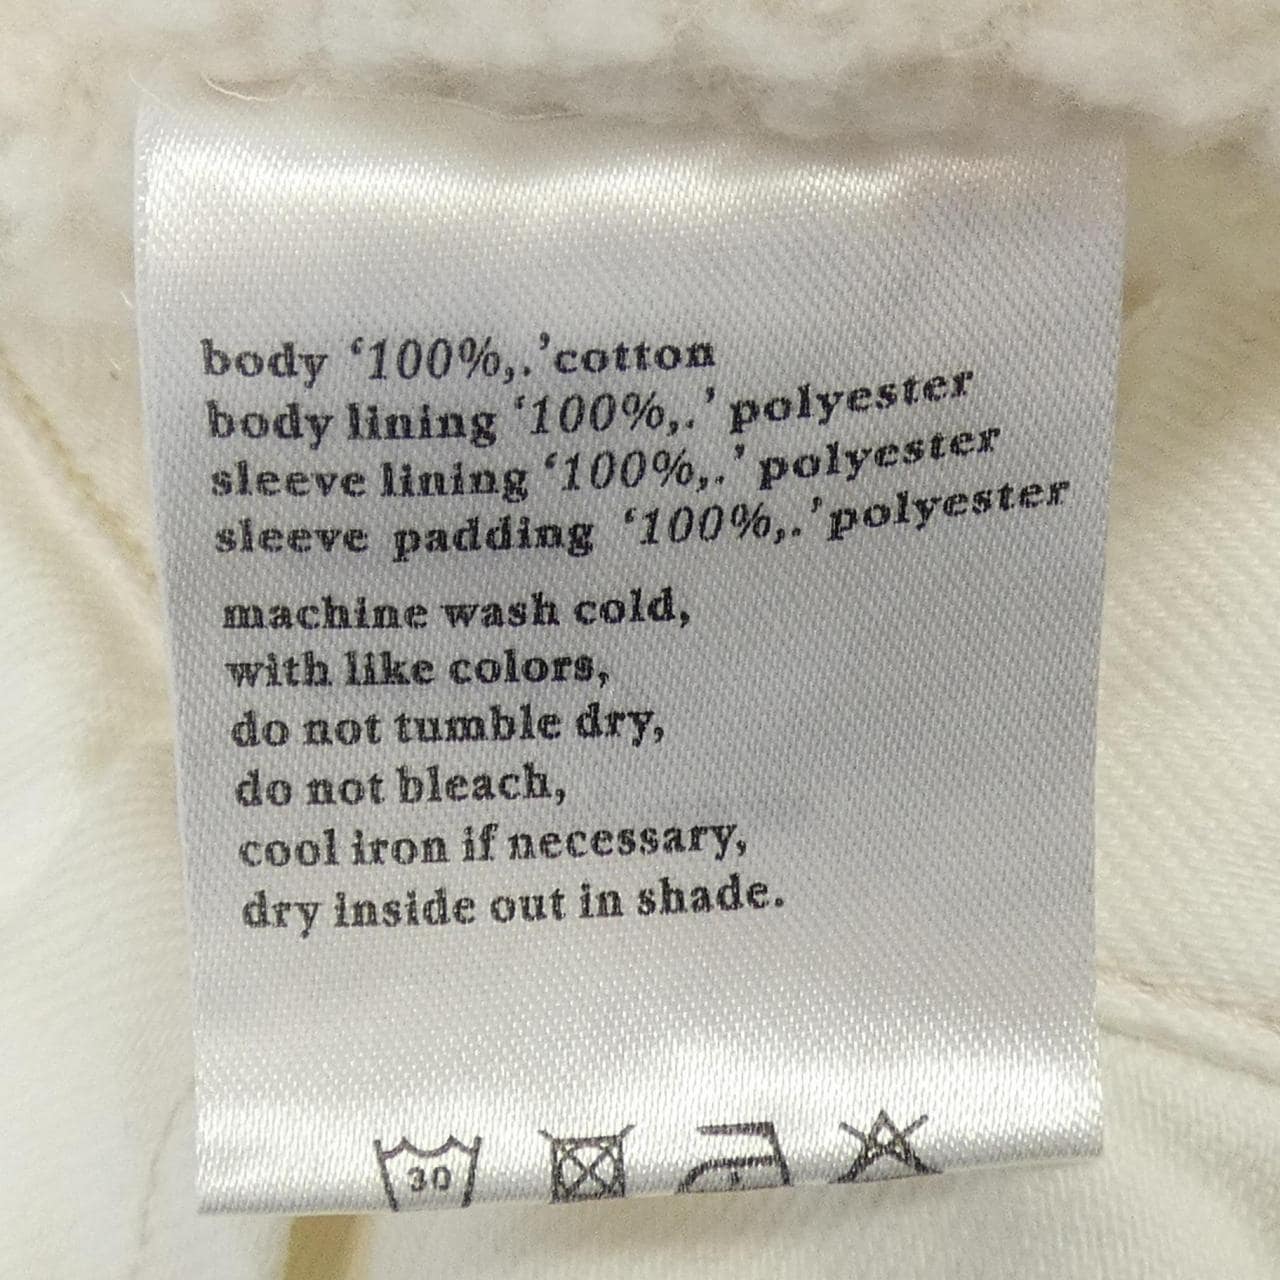 body ‘100%,.’cotton
body lining ‘100%,.’ polyester
sleeve lining ‘100%,.’ polyester
sleeve padding ‘100%,.’polyester
machine wash cold,
with like colors,
do not tumble dry,
do not bleach,
cool iron if necessary,
dry inside out in shade.
30